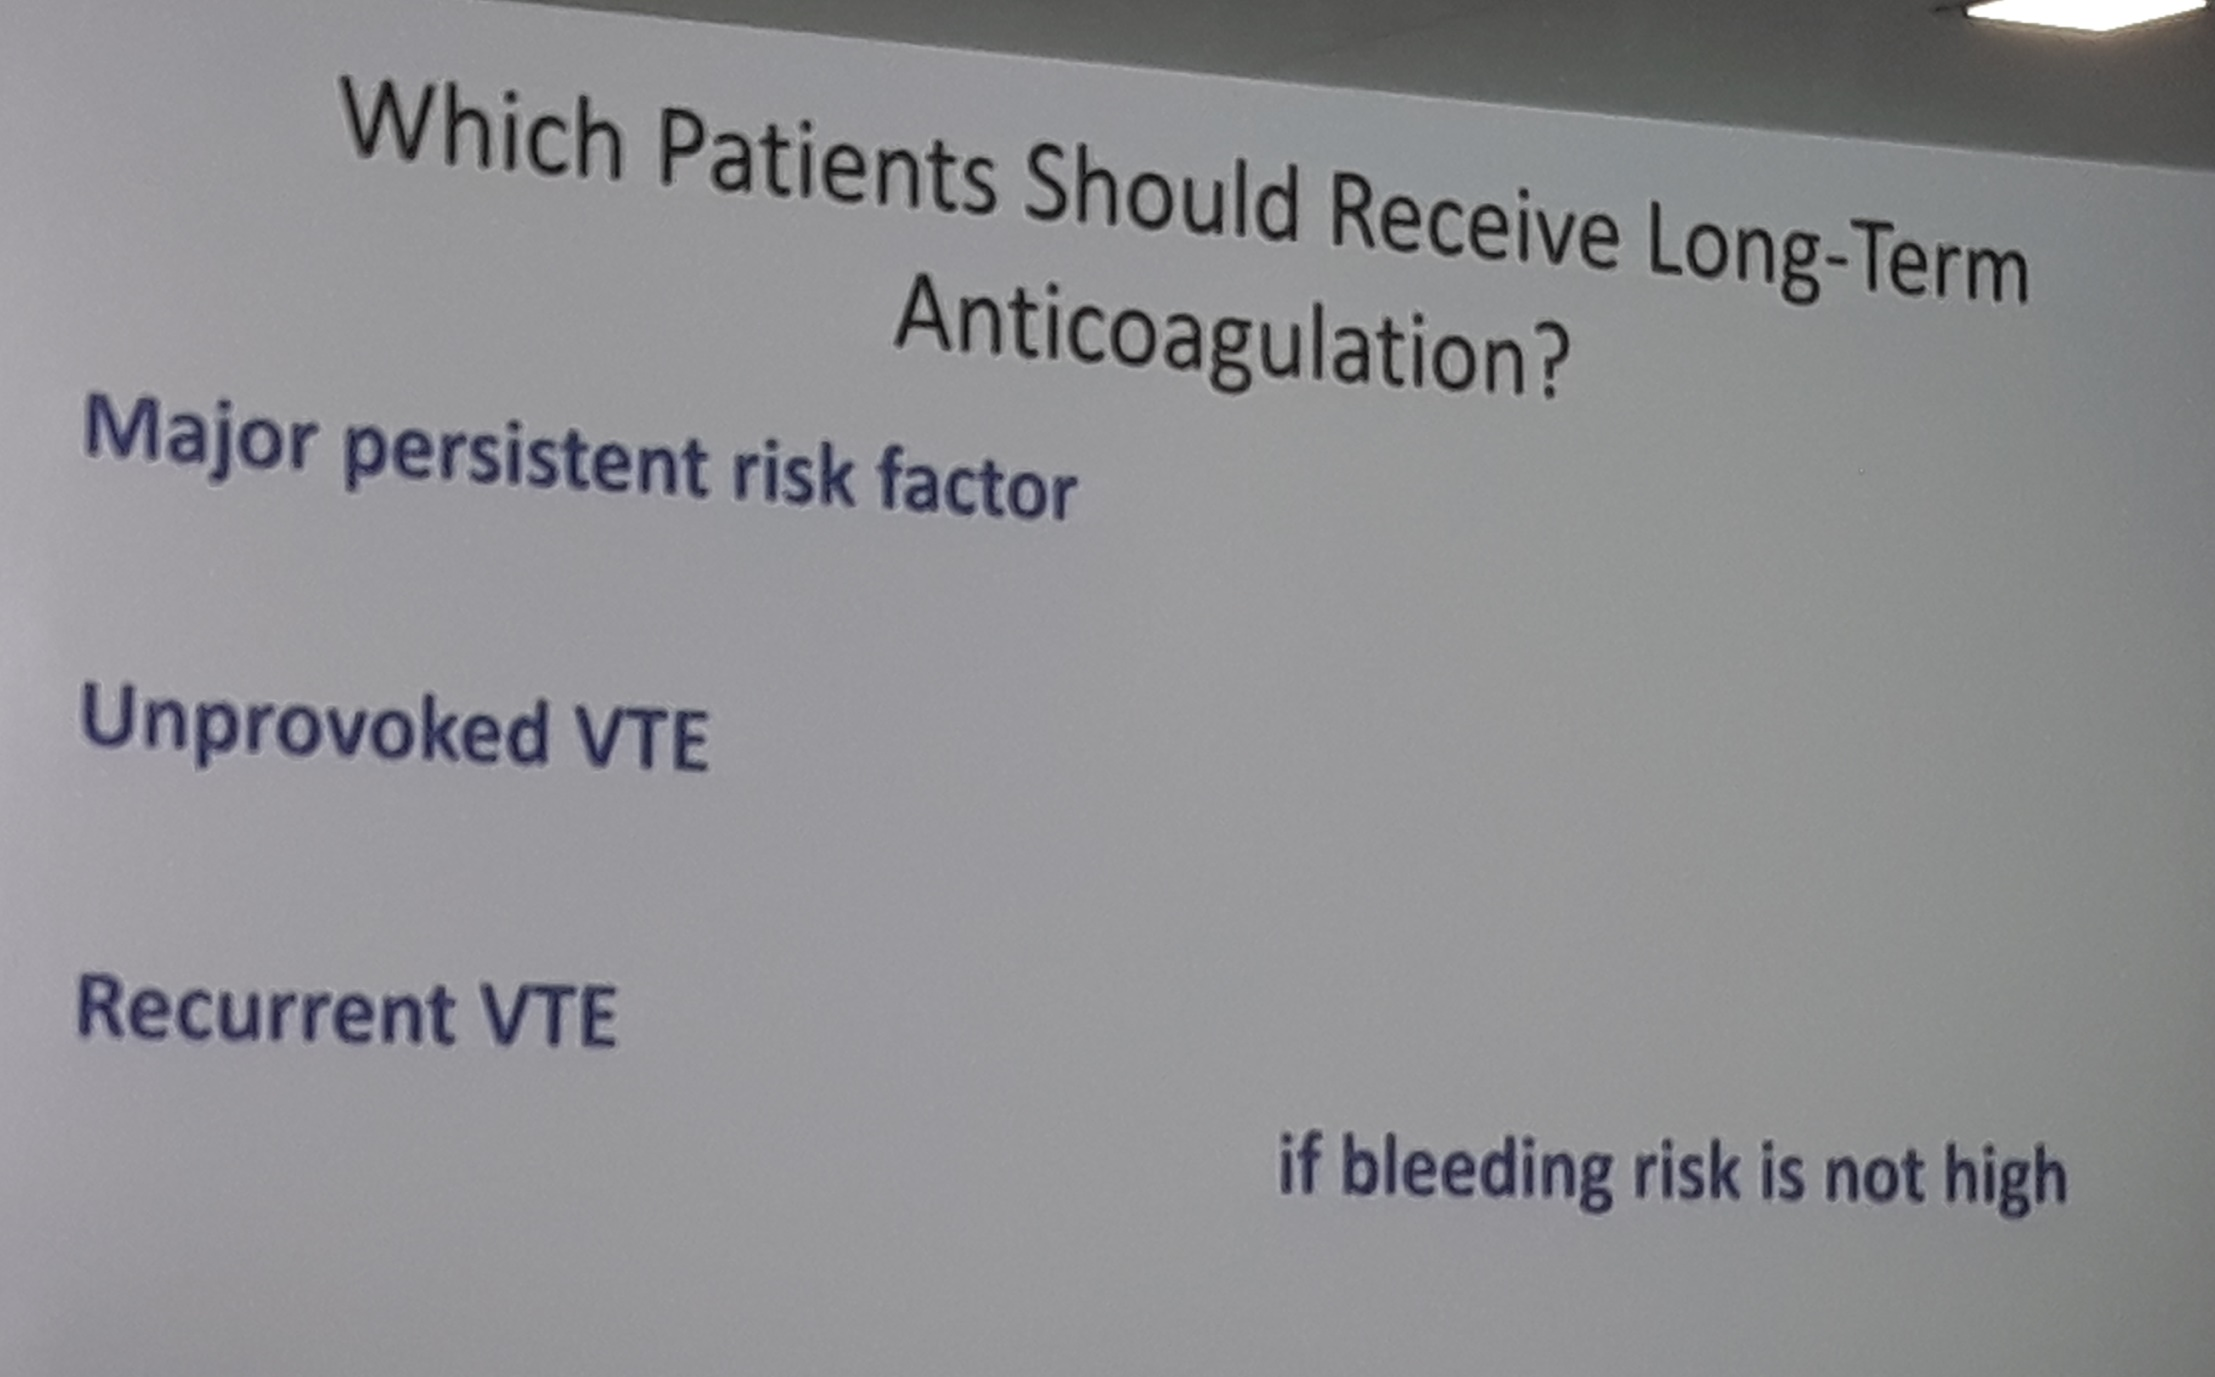 Which Patients Should Receive Long-Term
Anticoagulation?
Major persistent risk factor
Unprovoked VTE
Recurrent VTE
if bleeding risk is not high